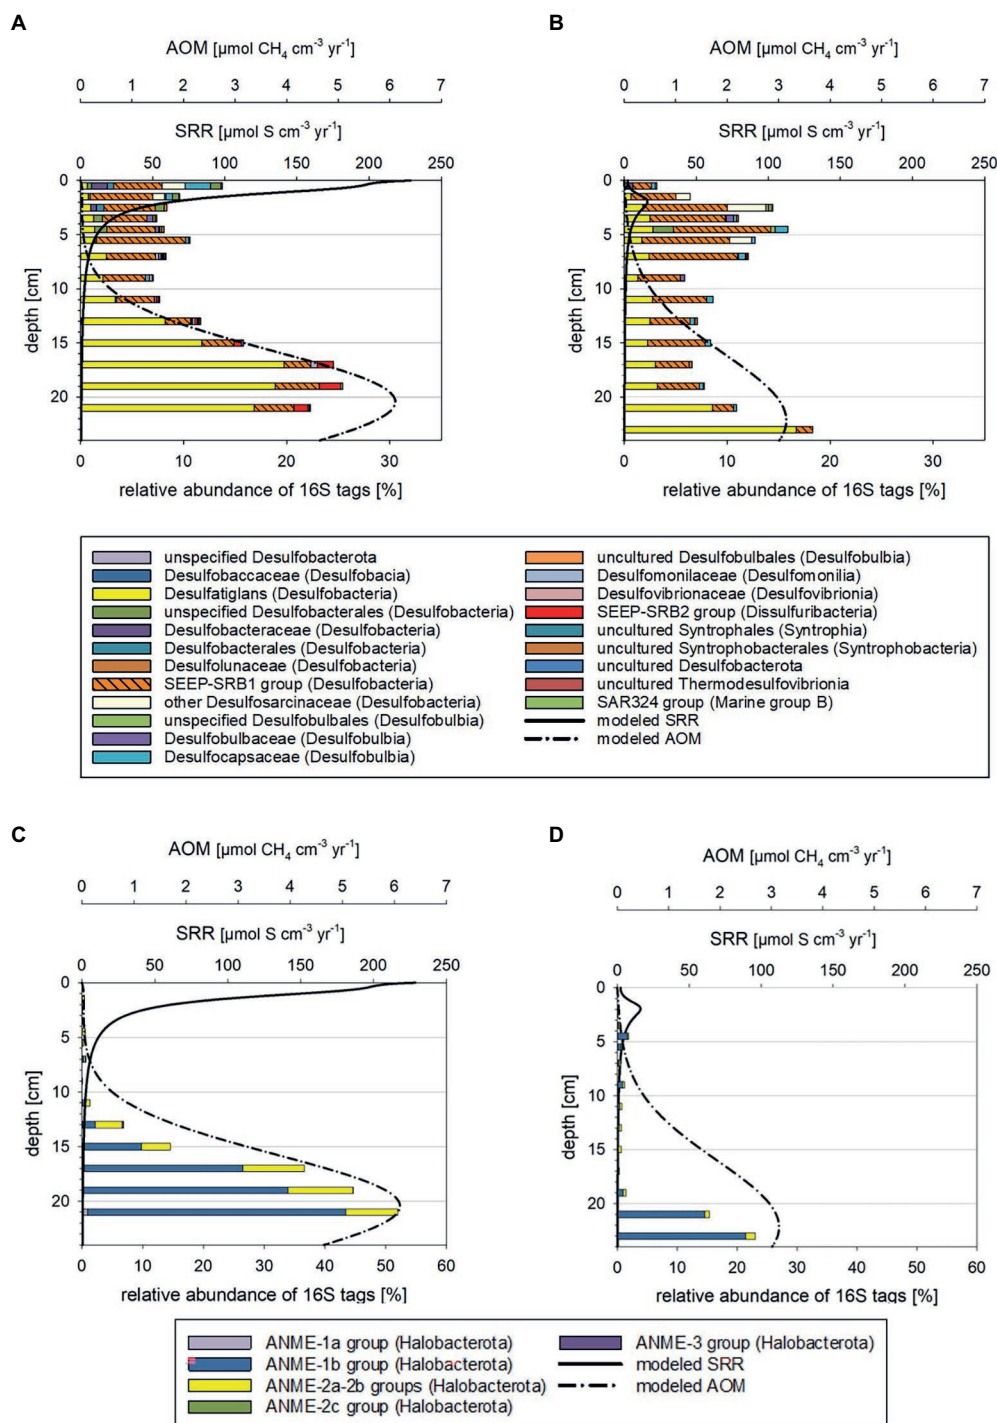 A
AOM [µmol CH4 cm-3 yr-1]
0 1 2 3 4 5 6 7
SRR [µmol S cm-3 yr-1]
0 50 100 150 200 250
0
5
10
15
20
depth [cm]
0 10 20 30
relative abundance of 16S tags [%]
B
AOM [µmol CH4 cm-3 yr-1]
0 1 2 3 4 5 6 7
SRR [µmol S cm-3 yr-1]
0 50 100 150 200 250
0
5
10
15
20
depth [cm]
0 10 20 30
relative abundance of 16S tags [%]
unspecified Desulfobacterota
Desulfobaccaceae (Desulfobacia)
Desulfatiglans (Desulfobacteria)
unspecified Desulfobacterales (Desulfobacteria)
Desulfobacteraceae (Desulfobacteria)
Desulfobacterales (Desulfobacteria)
Desulfolunaceae (Desulfobacteria)
SEEP-SRB1 group (Desulfobacteria)
other Desulfosarcinaceae (Desulfobacteria)
unspecified Desulfobulbales (Desulfobulbia)
Desulfobulbaceae (Desulfobulbia)
Desulfocapsaceae (Desulfobulbia)
uncultured Desulfobulbales (Desulfobulbia)
Desulfomonilaceae (Desulfomonilia)
Desulfovibrionaceae (Desulfovibrionia)
SEEP-SRB2 group (Dissulfuribacteria)
uncultured Syntrophales (Syntrophia)
uncultured Syntrophobacterales (Syntrophobacteria)
uncultured Desulfobacterota
uncultured Thermodesulfovibrionia
SAR324 group (Marine group B)
modeled SRR
modeled AOM
C
AOM [µmol CH4 cm-3 yr-1]
0 1 2 3 4 5 6 7
SRR [µmol S cm-3 yr-1]
0 50 100 150 200 250
0
5
10
15
20
depth [cm]
0 10 20 30 40 50 60
relative abundance of 16S tags [%]
D
AOM [µmol CH4 cm-3 yr-1]
0 1 2 3 4 5 6 7
SRR [µmol S cm-3 yr-1]
0 50 100 150 200 250
0
5
10
15
20
depth [cm]
0 10 20 30 40 50 60
relative abundance of 16S tags [%]
ANME-1a group (Halobacterota)
ANME-1b group (Halobacterota)
ANME-2a-2b groups (Halobacterota)
ANME-2c group (Halobacterota)
ANME-3 group (Halobacterota)
modeled SRR
modeled AOM